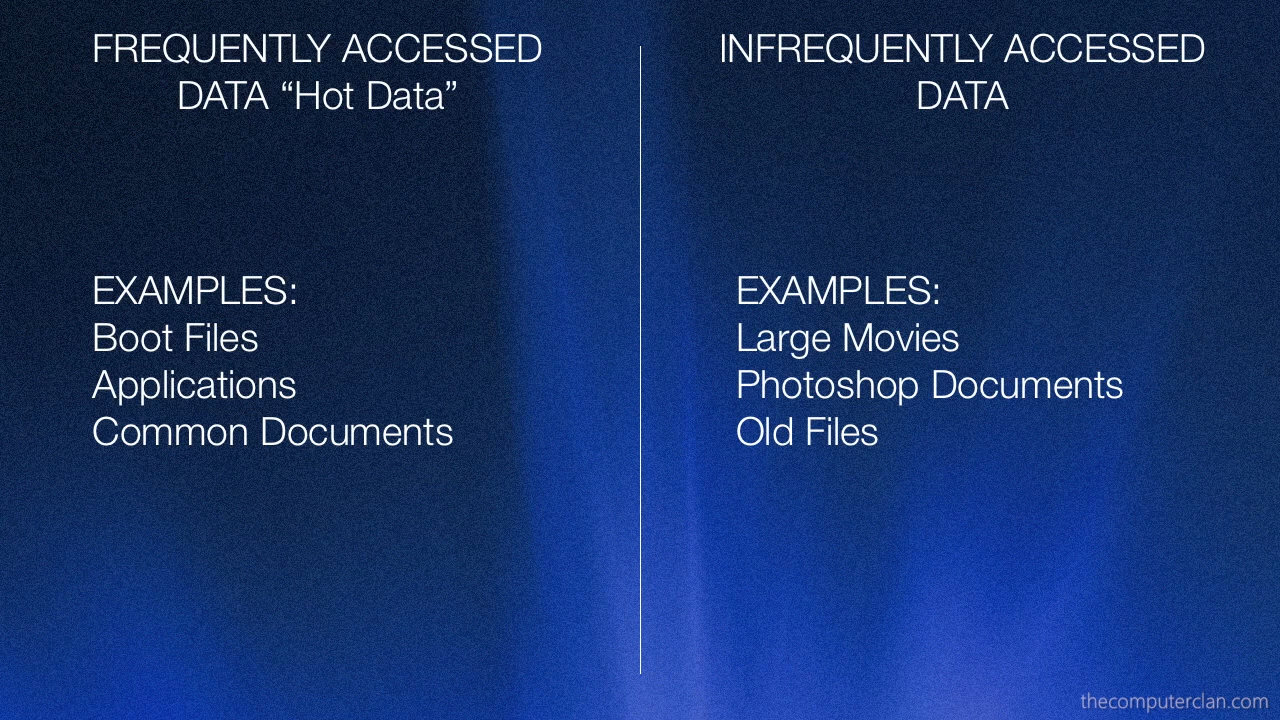 FREQUENTLY ACCESSED
DATA “Hot Data”
EXAMPLES:
Boot Files
Applications
Common Documents
INFREQUENTLY ACCESSED
DATA
EXAMPLES:
Large Movies
Photoshop Documents
Old Files
thecomputerclan.com